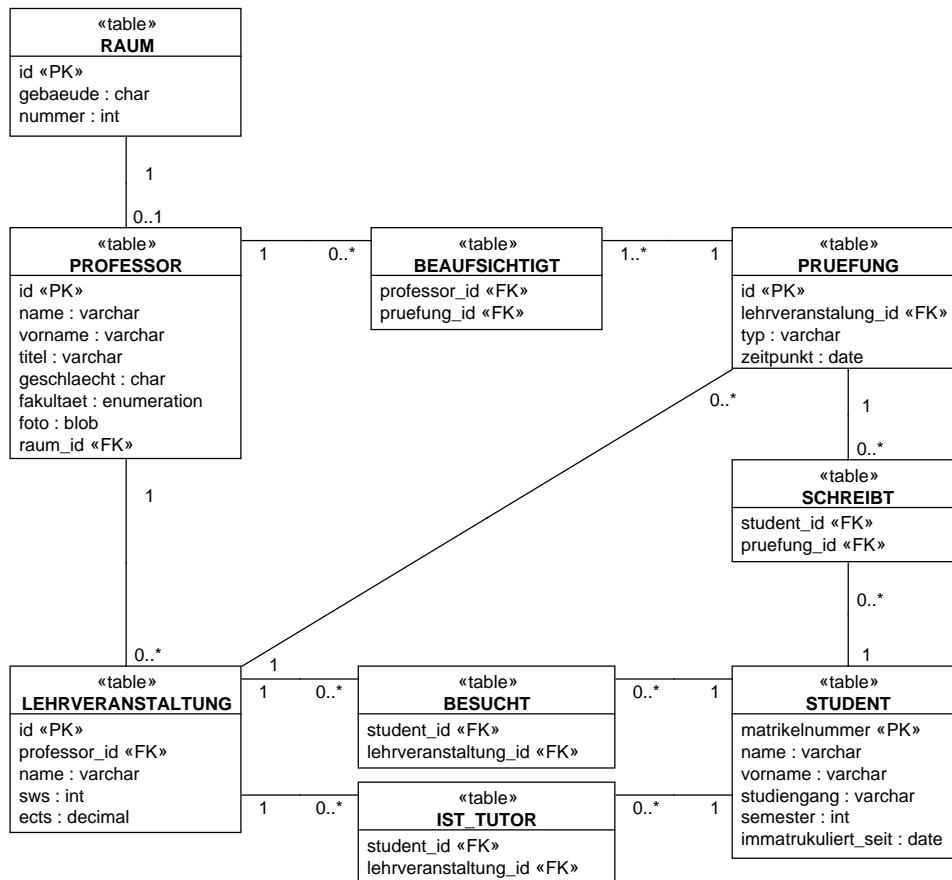 «table»
RAUM
id «PK»
gebaeude : char
nummer : int
1
0..1
«table»
PROFESSOR
id «PK»
name : varchar
vorname : varchar
titel : varchar
geschlaecht : char
fakultaet : enumeration
foto : blob
raum_id «FK»
1
0..*
«table»
BEAUFSICHTIGT
professor_id «FK»
pruefung_id «FK»
1..*
1
«table»
PRUEFUNG
id «PK»
lehrveranstalung_id «FK»
typ : varchar
zeitpunkt : date
0..*
1
1
0..*
«table»
SCHREIBT
student_id «FK»
pruefung_id «FK»
0..*
1
1
0..*
«table»
LEHRVERANSTALTUNG
id «PK»
professor_id «FK»
name : varchar
sws : int
ects : decimal
1
0..*
«table»
BESUCHT
student_id «FK»
lehrveranstaltung_id «FK»
0..*
1
«table»
STUDENT
matrikelnummer «PK»
name : varchar
vorname : varchar
studiengang : varchar
semester : int
immatrukuliert_seit : date
1
0..*
«table»
IST_TUTOR
student_id «FK»
lehrveranstaltung_id «FK»
0..*
1